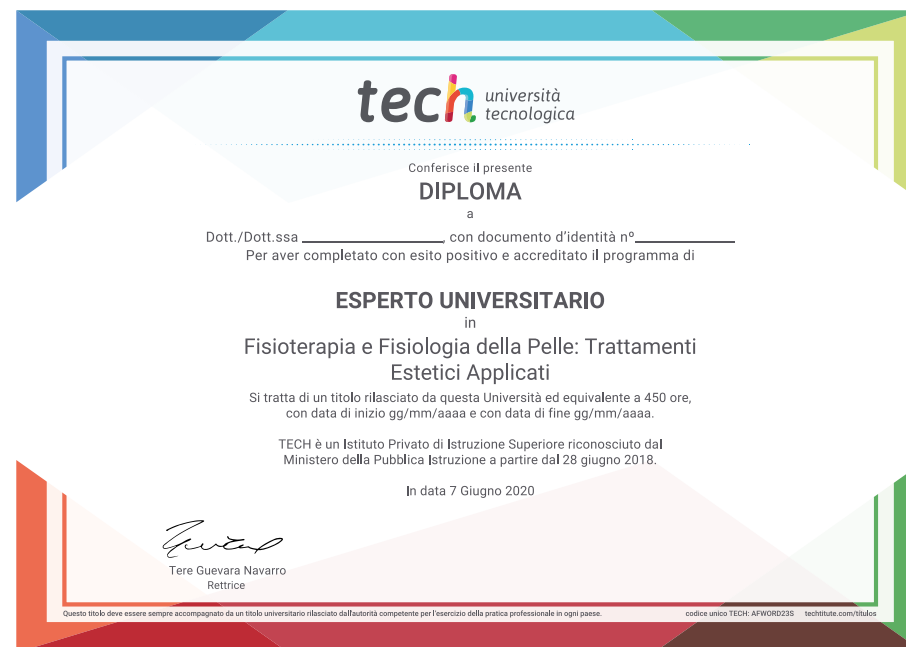 tech università
tecnologica
Conferisce il presente
DIPLOMA
a
Dott./Dott.ssa ____________, con documento d'identità nº____________
Per aver completato con esito positivo e accreditato il programma di
ESPERTO UNIVERSITARIO
in
Fisioterapia e Fisiologia della Pelle: Trattamenti
Estetici Applicati
Si tratta di un titolo rilasciato da questa Università ed equivalente a 450 ore,
con data di inizio gg/mm/aaaa e con data di fine gg/mm/aaaa.
TECH è un Istituto Privato di Istruzione Superiore riconosciuto dal
Ministero della Pubblica Istruzione a partire dal 28 giugno 2018.
In data 7 Giugno 2020
Tere Guevara Navarro
Rettrice
Questo titolo deve essere sempre accompagnato da un titolo universitario rilasciato dall'autorità competente per l'esercizio della pratica professionale in ogni paese. codice unico TECH: AFWORD23S techtitute.com/titulos